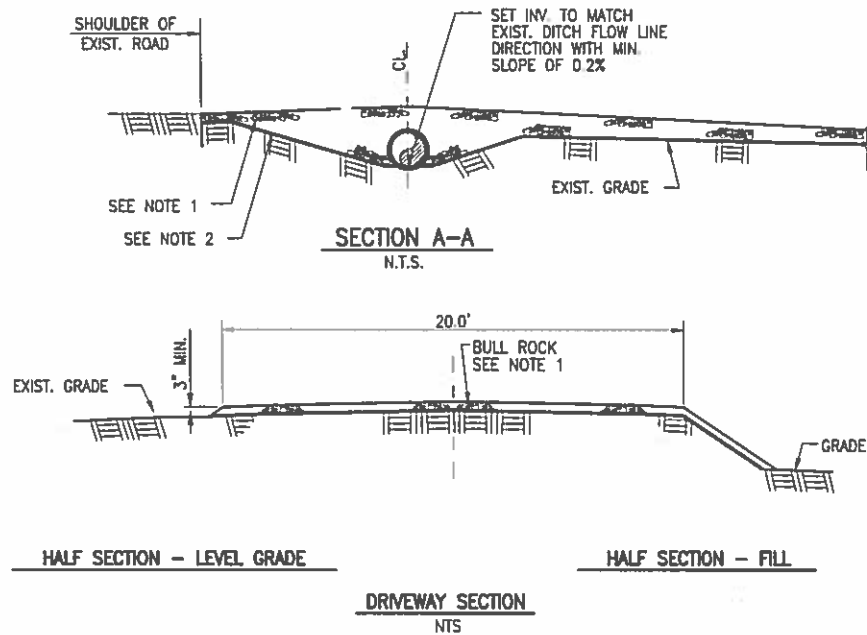 SHOULDER OF
EXIST. ROAD
CL
SET INV. TO MATCH
EXIST. DITCH FLOW LINE
DIRECTION WITH MIN.
SLOPE OF 0.2%
SEE NOTE 1
SEE NOTE 2
EXIST. GRADE
SECTION A-A
N.T.S.
20.0'
3" MIN.
BULL ROCK
SEE NOTE 1
EXIST. GRADE
GRADE
HALF SECTION - LEVEL GRADE
HALF SECTION - FILL
DRIVEWAY SECTION
NTS